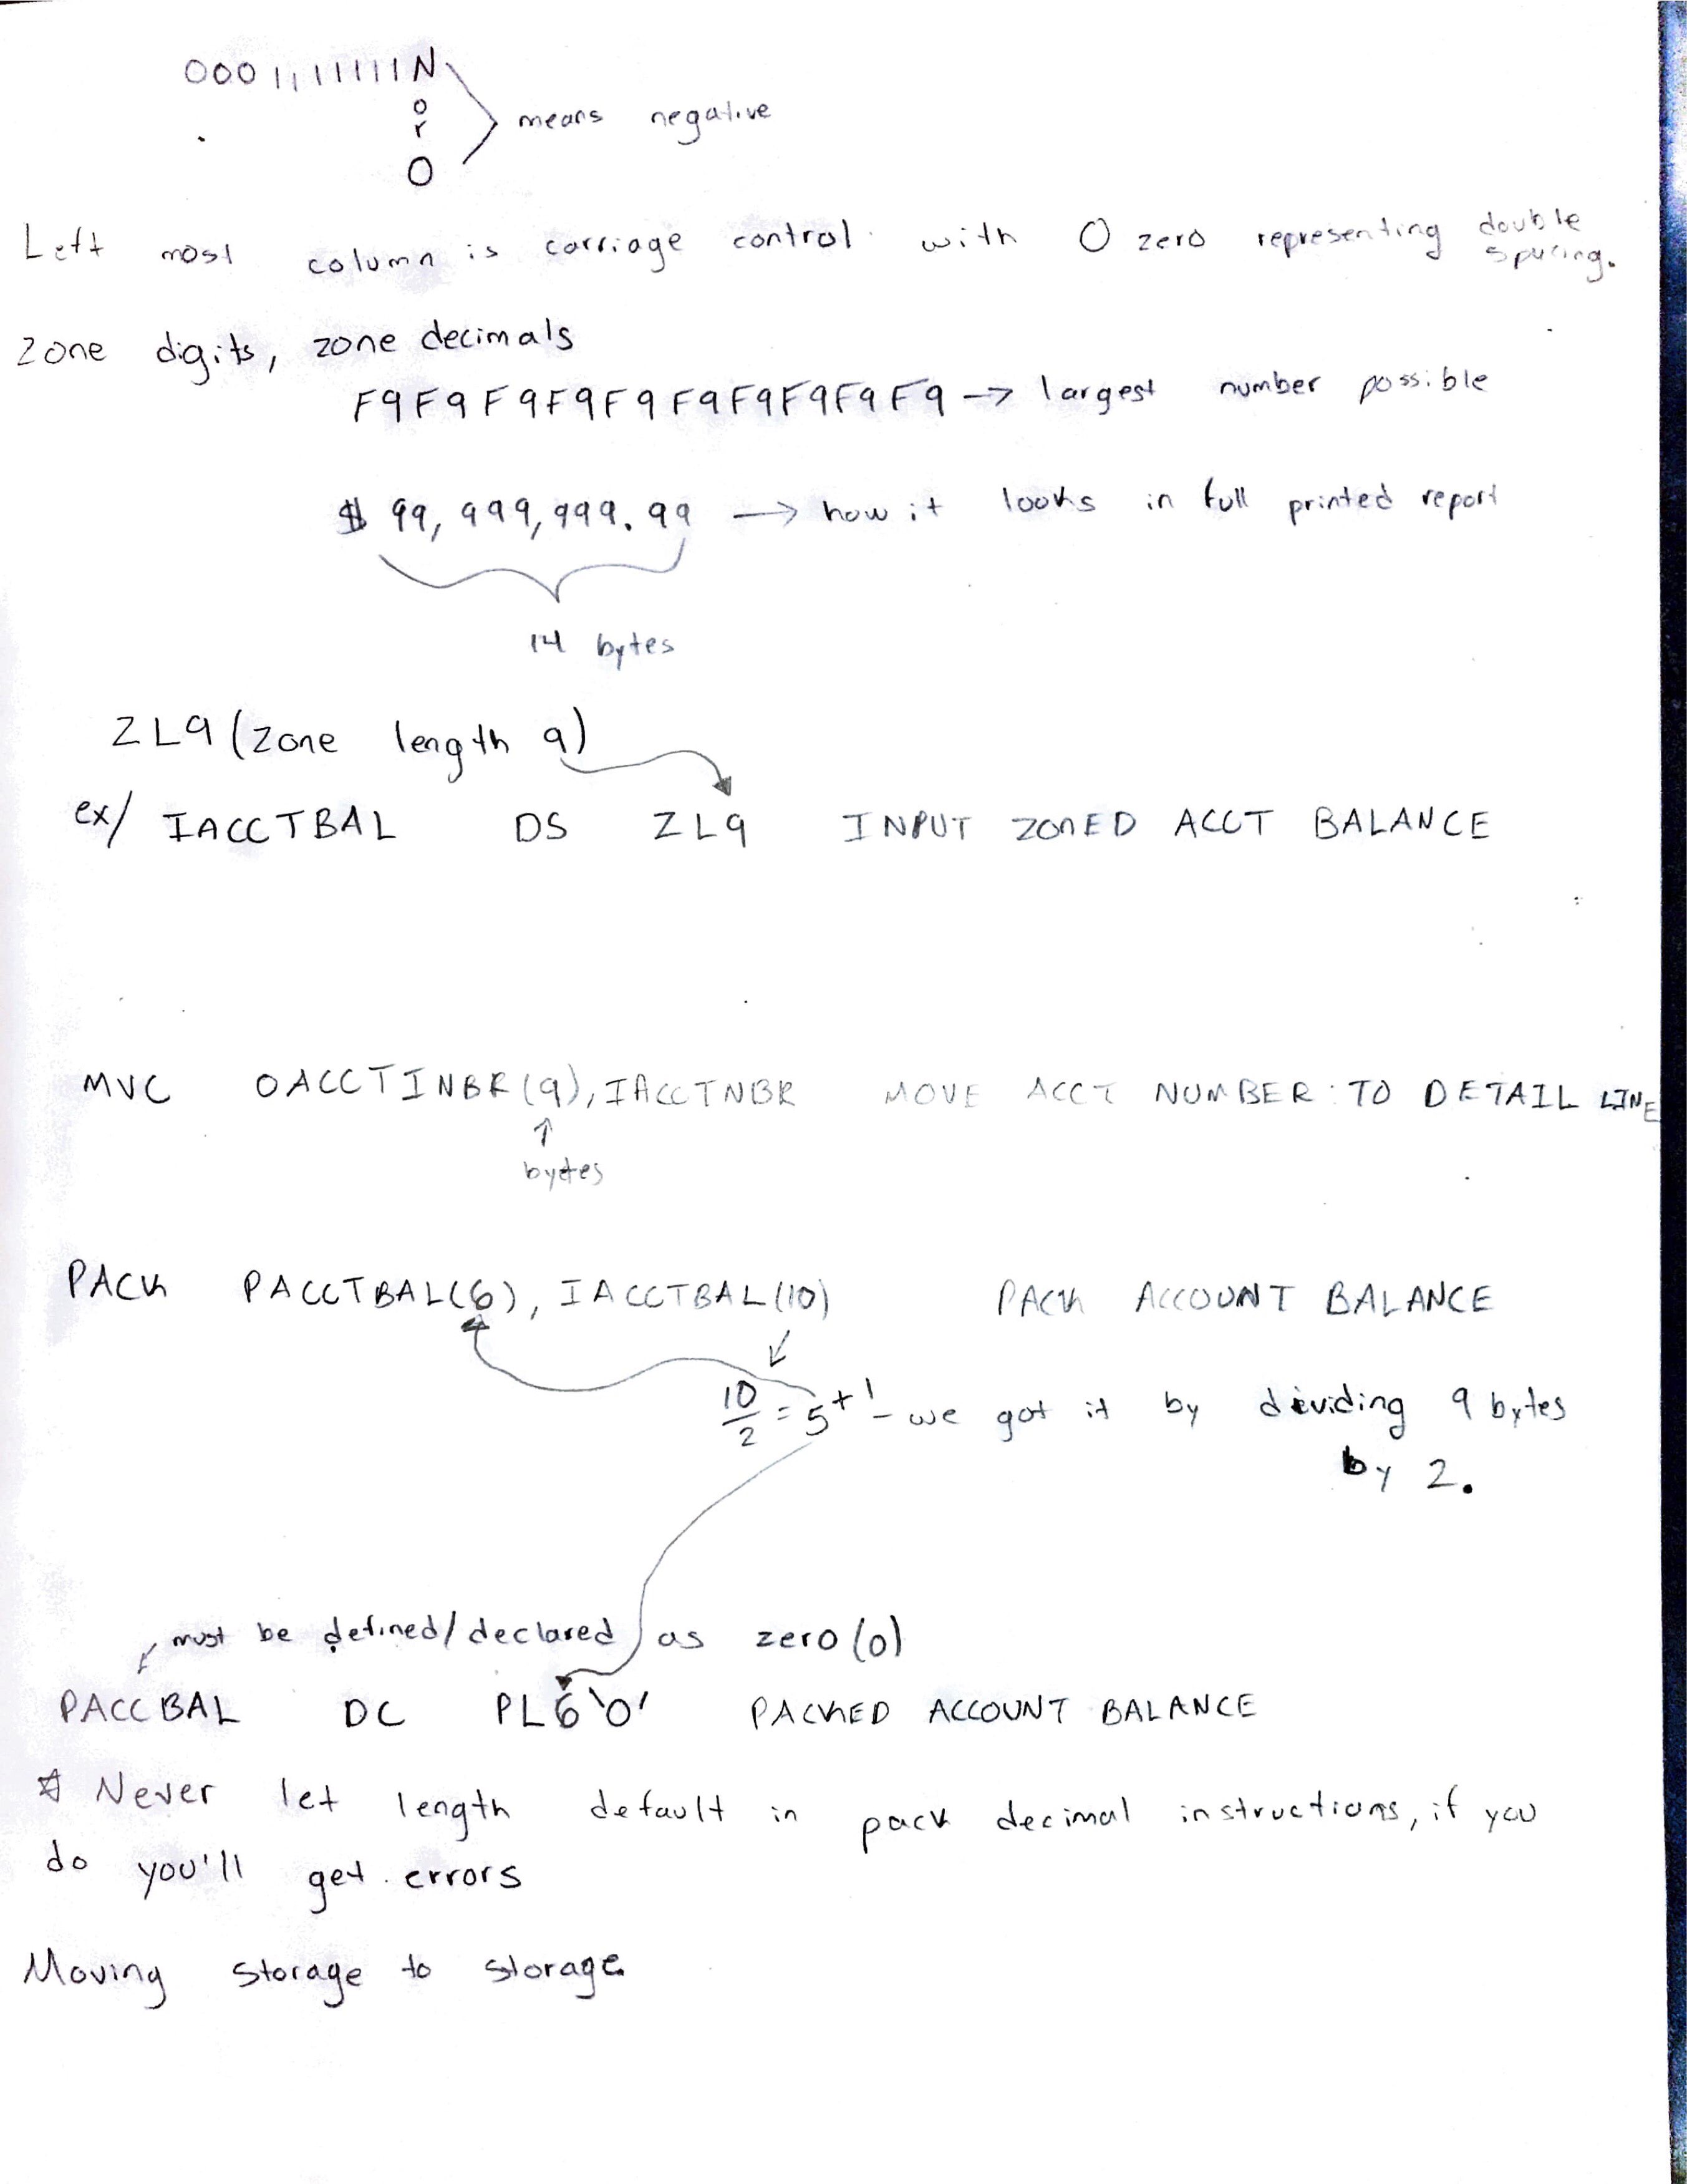 0001,11111N
or
O
means negative
Left most column is carriage control with 0 zero representing double spacing.
Zone digits, zone decimals
F9F9F9F9F9F9F9F9F9F9 → largest number possible
$ 99,999,999.99 → how it looks in full printed report
14 bytes
ZL9 (zone length 9)
ex/ IACCTBAL DS ZL9 INPUT ZONED ACCT BALANCE
MVC OACCTINBR(9), IACCTNBR MOVE ACCT NUMBER TO DETAIL LINE
↑
bytes
PACK PACCTBAL(6), IACCTBAL(10) PACK ACCOUNT BALANCE
10/2 = 5+1 - we got it by dividing 9 bytes
by 2.
must be defined/declared as zero (0)
PACCBAL DC PL6'0' PACKED ACCOUNT BALANCE
* Never let length default in pack decimal instructions, if you
do you'll get errors
Moving storage to storage